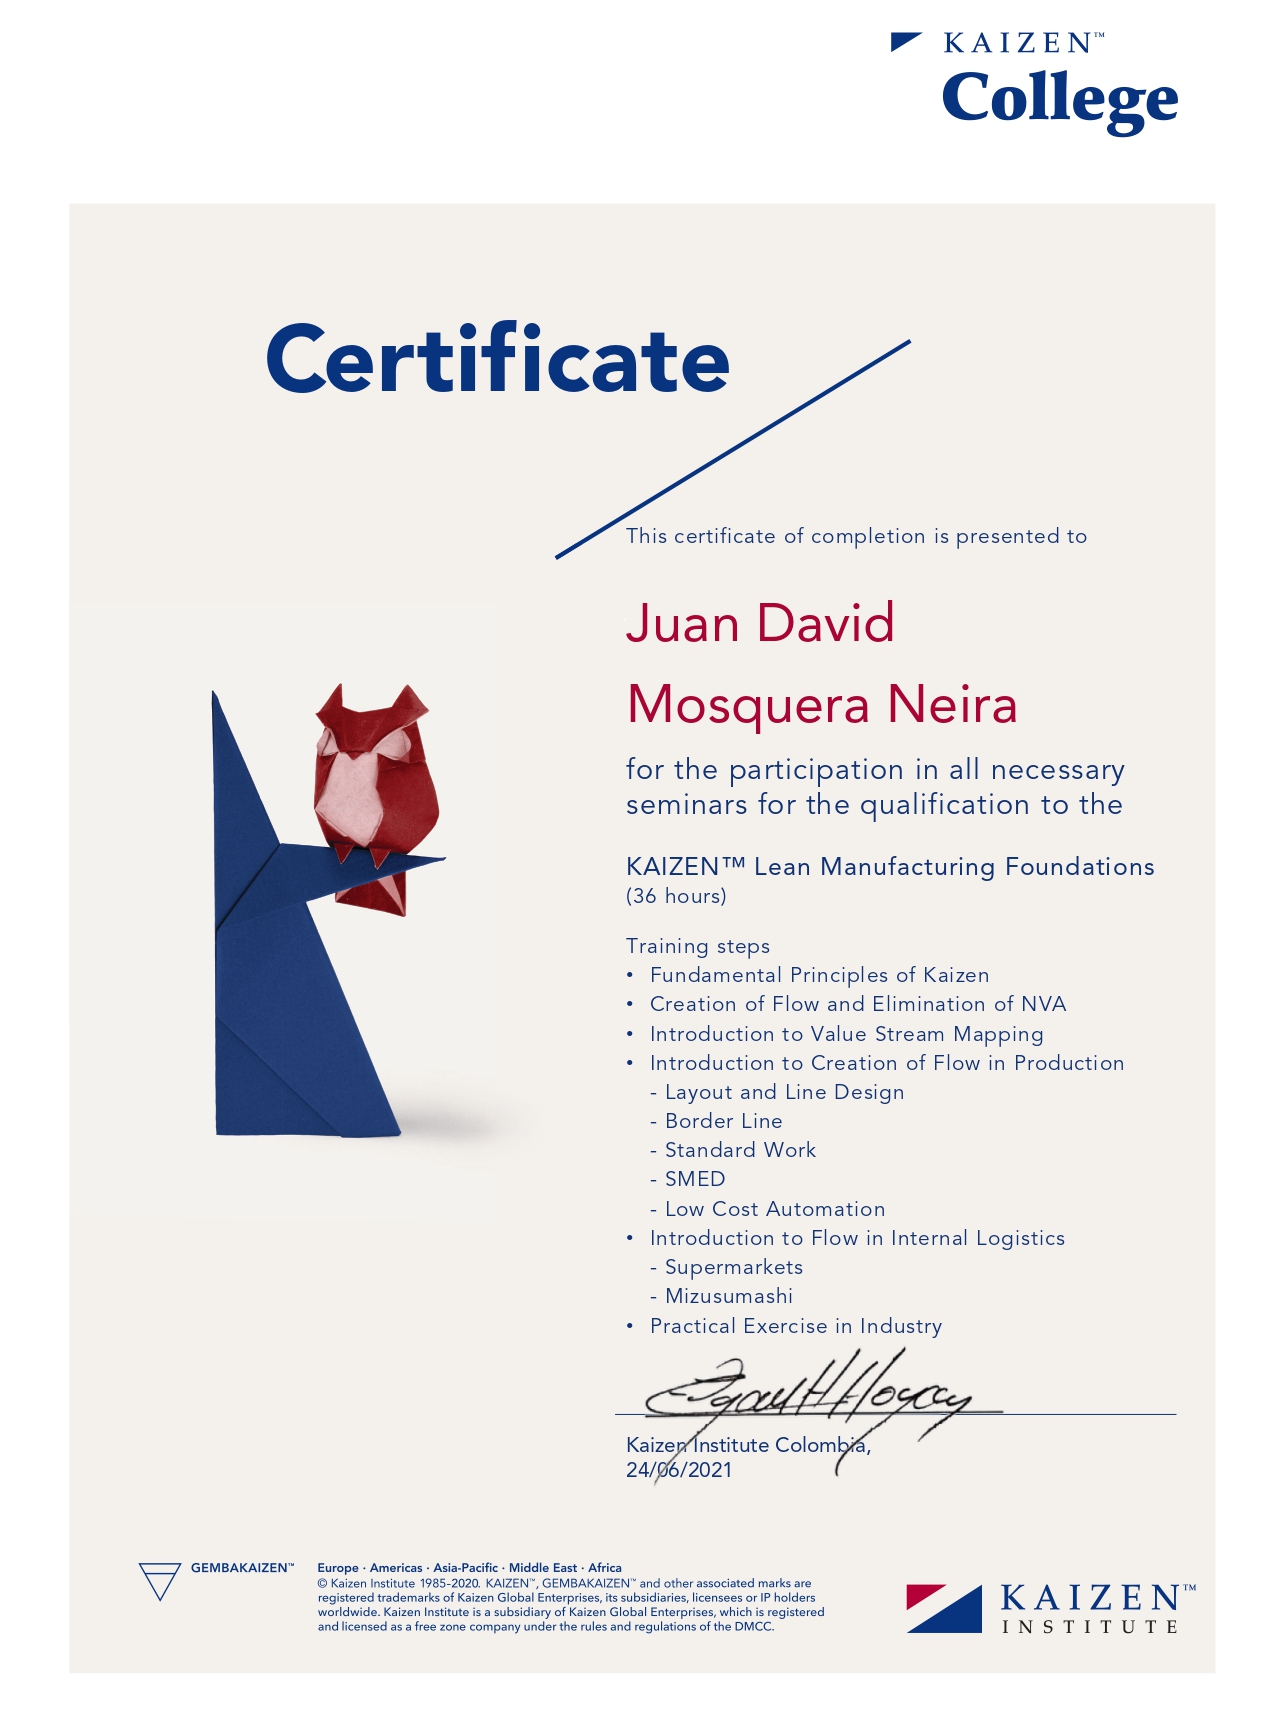 KAIZEN™
College
Certificate
This certificate of completion is presented to
Juan David
Mosquera Neira
for the participation in all necessary
seminars for the qualification to the
KAIZEN™ Lean Manufacturing Foundations
(36 hours)
Training steps
• Fundamental Principles of Kaizen
• Creation of Flow and Elimination of NVA
• Introduction to Value Stream Mapping
• Introduction to Creation of Flow in Production
- Layout and Line Design
- Border Line
- Standard Work
- SMED
- Low Cost Automation
• Introduction to Flow in Internal Logistics
- Supermarkets
- Mizusumashi
• Practical Exercise in Industry
Kaizen Institute Colombia,
24/06/2021
GEMBAKAIZEN™
Europe · Americas · Asia-Pacific · Middle East · Africa
© Kaizen Institute 1985-2020. KAIZEN™, GEMBAKAIZEN™ and other associated marks are
registered trademarks of Kaizen Global Enterprises, its subsidiaries, licensees or IP holders
worldwide. Kaizen Institute is a subsidiary of Kaizen Global Enterprises, which is registered
and licensed as a free zone company under the rules and regulations of the DMCC.
KAIZEN™
INSTITUTE